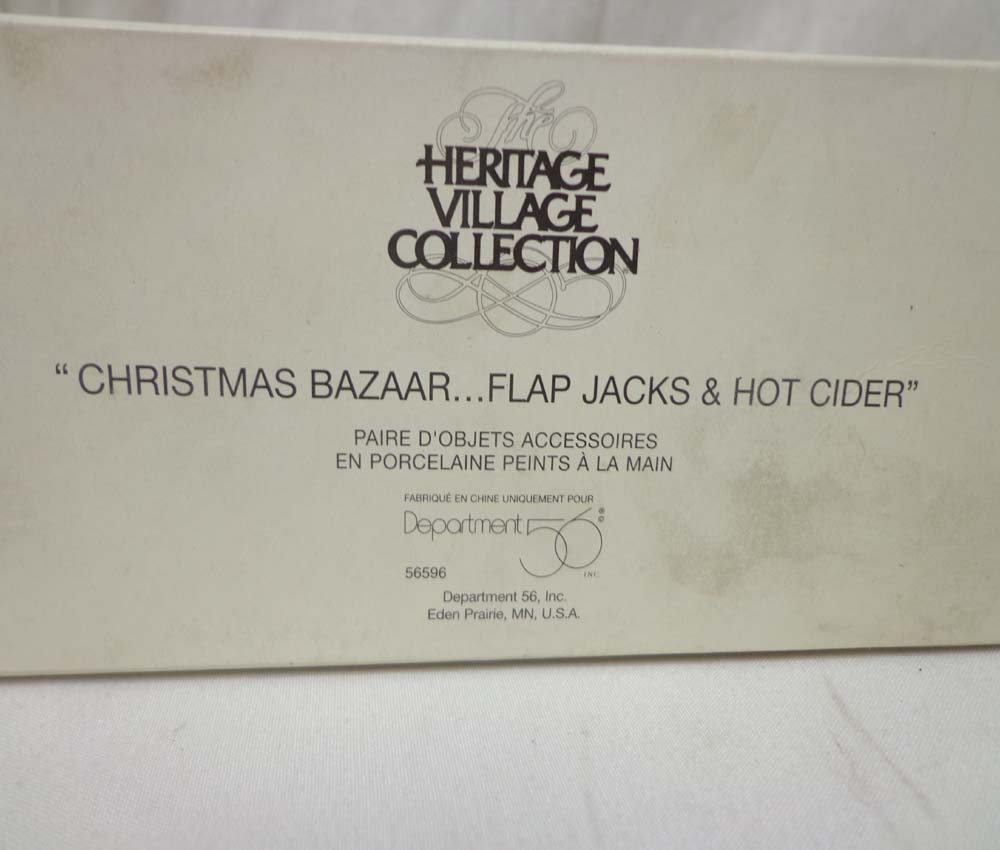 The
HERITAGE
VILLAGE
COLLECTION®
“ CHRISTMAS BAZAAR...FLAP JACKS & HOT CIDER”
PAIRE D'OBJETS ACCESSOIRES
EN PORCELAINE PEINTS À LA MAIN
FABRIQUÉ EN CHINE UNIQUEMENT POUR
Department 56 ® ©
INC.
56596
Department 56, Inc.
Eden Prairie, MN, U.S.A.